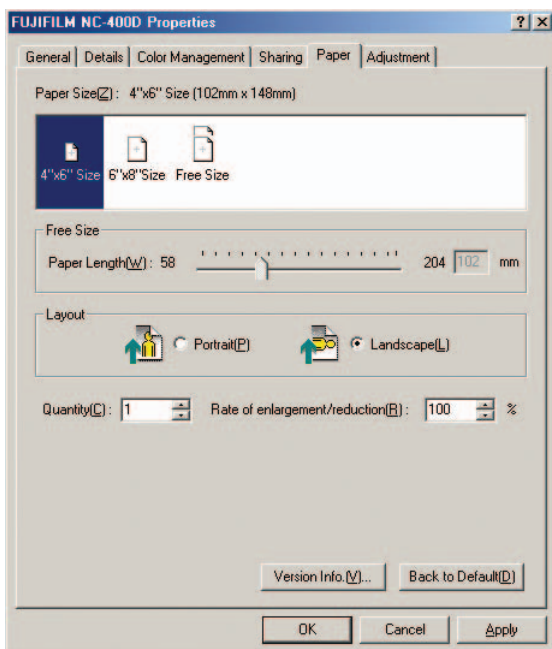 FUJIFILM NC-400D Properties
General Details Color Management Sharing Paper Adjustment
Paper Size(Z) : 4"x6" Size (102mm x 148mm)
4"x6" Size 6"x8"Size Free Size
Free Size
Paper Length(W) : 58 204 102 mm
Layout
Portrait(P) Landscape(L)
Quantity(C) : 1 Rate of enlargement/reduction(R) : 100 %
Version Info.(V)... Back to Default(D)
OK Cancel Apply